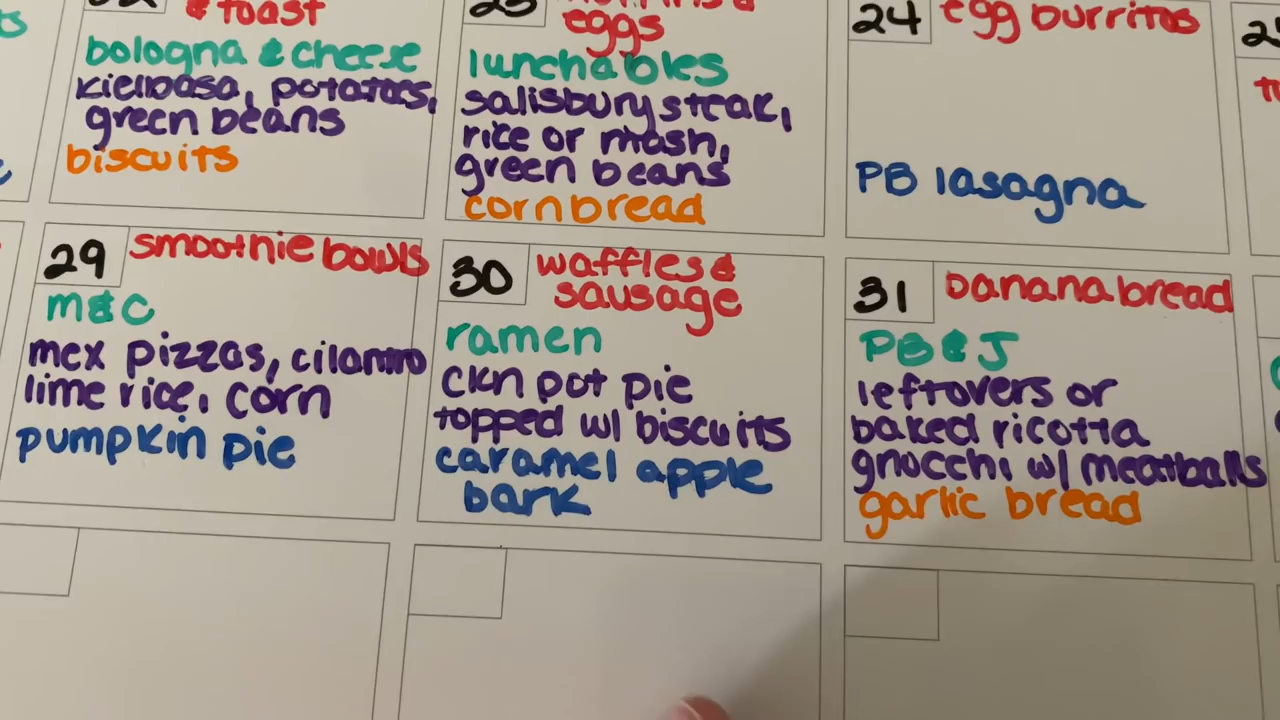 & toast
bologna & cheese
kielbasa, potatoes,
green beans
biscuits
23
eggs
lunchables
salisbury steak,
rice or mash,
green beans
cornbread
24 egg burritos
PB lasagna
29 smoothie bowls
m&c
mex pizzas, cilantro
lime rice, corn
pumpkin pie
30 waffles &
sausage
ramen
ckn pot pie
topped w/ biscuits
caramel apple
bark
31 banana bread
PB & J
leftovers or
baked ricotta
gnocchi w/ meatballs
garlic bread